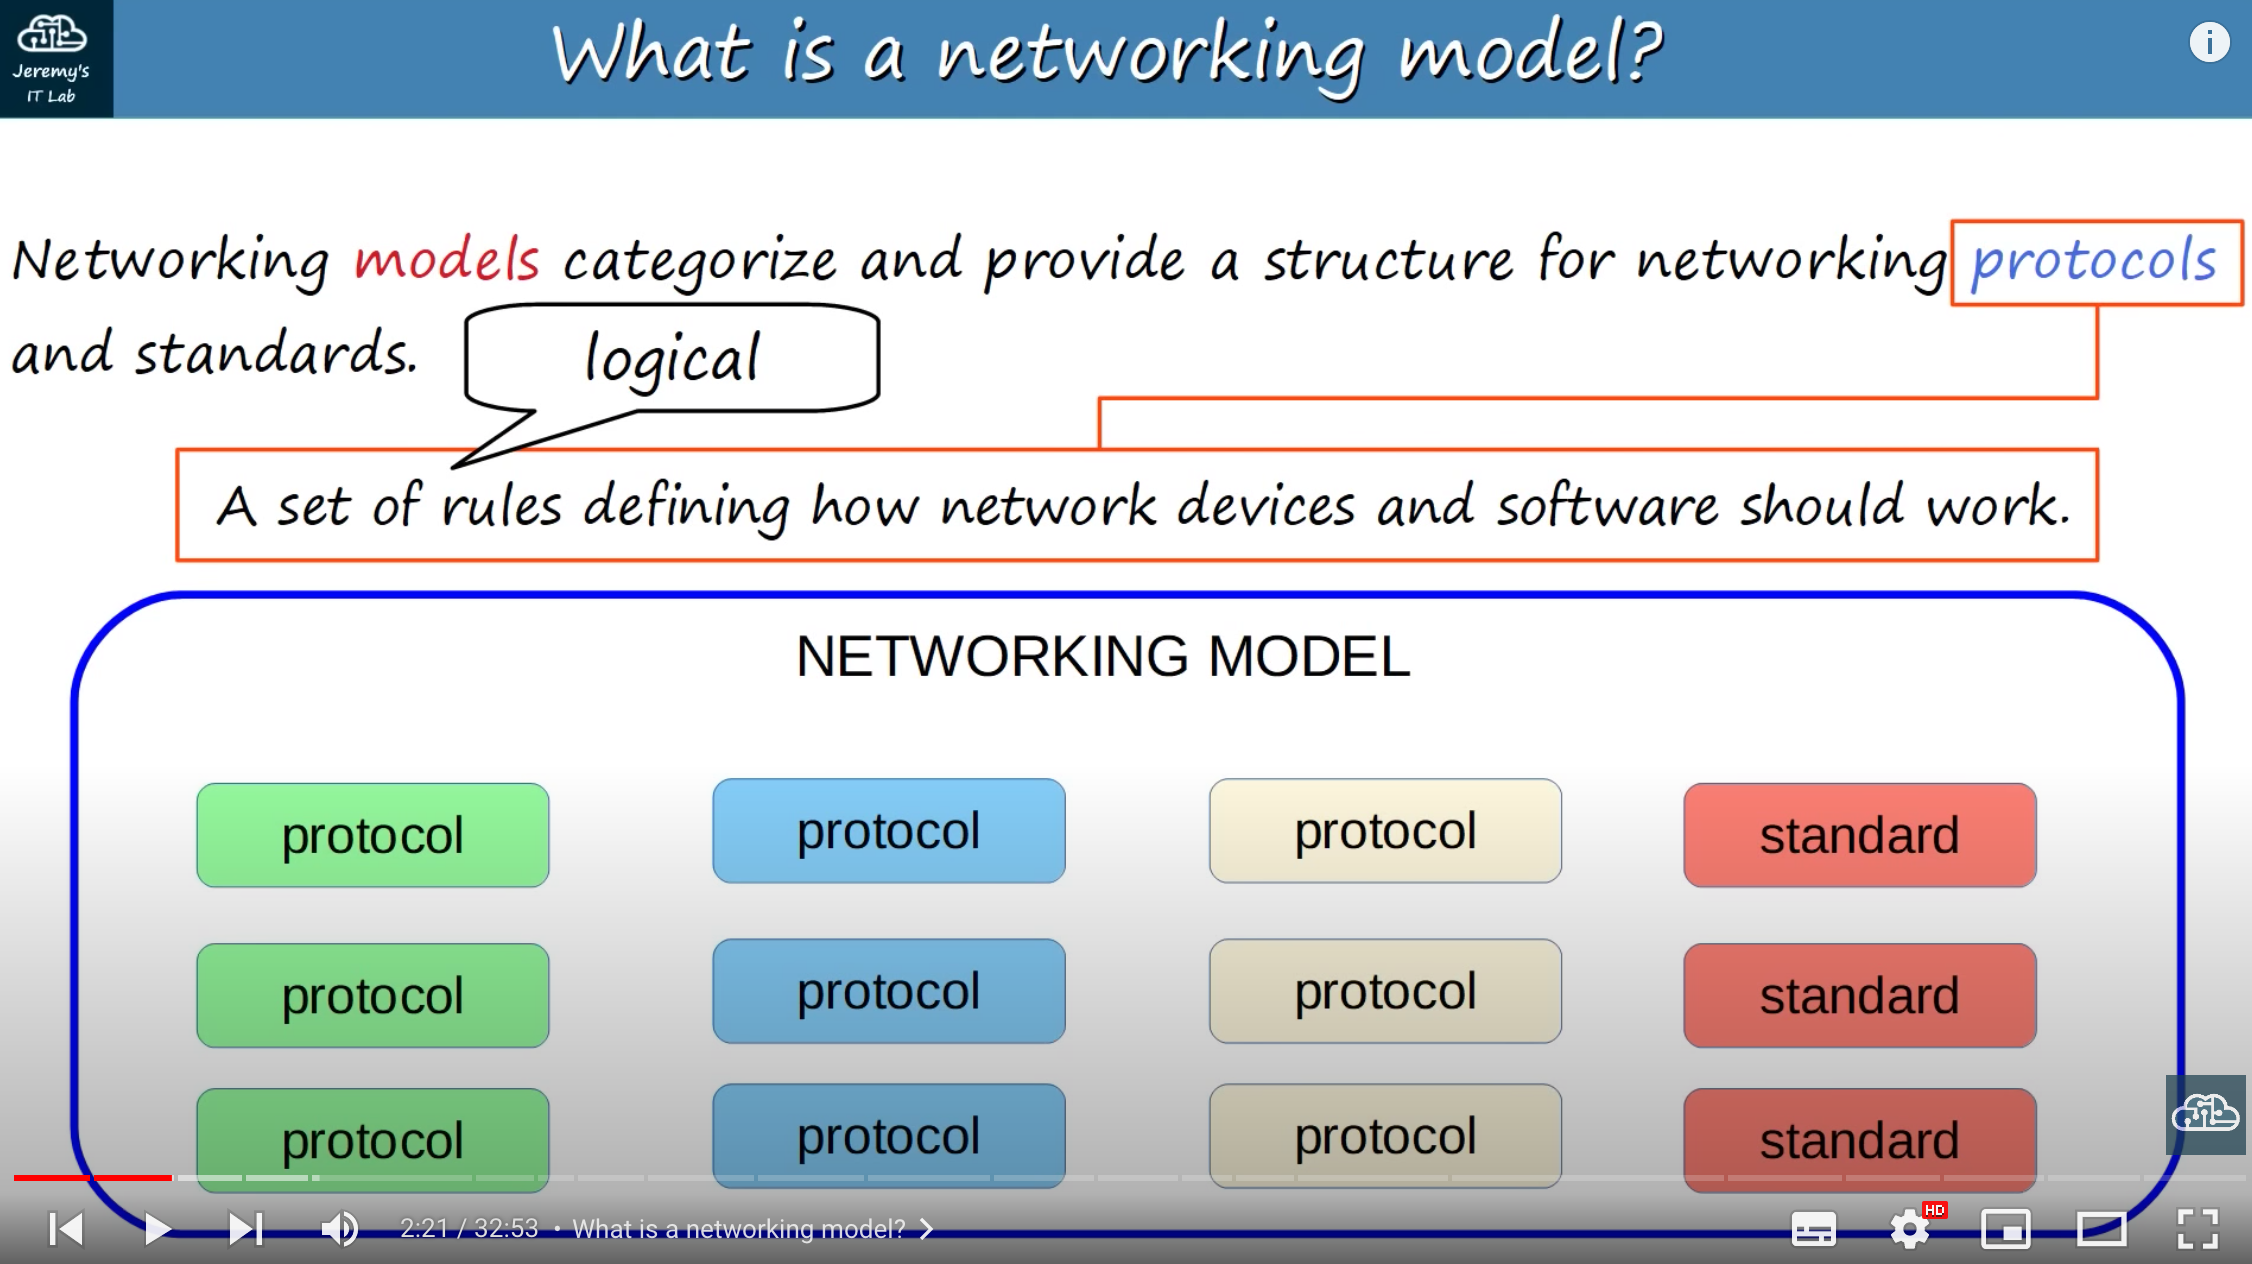 Jeremy's
IT Lab
What is a networking model?
Networking models categorize and provide a structure for networking protocols
and standards.
logical
A set of rules defining how network devices and software should work.
NETWORKING MODEL
protocol protocol protocol standard
protocol protocol protocol standard
protocol protocol protocol standard
2:21 / 32:53 • What is a networking model?
HD